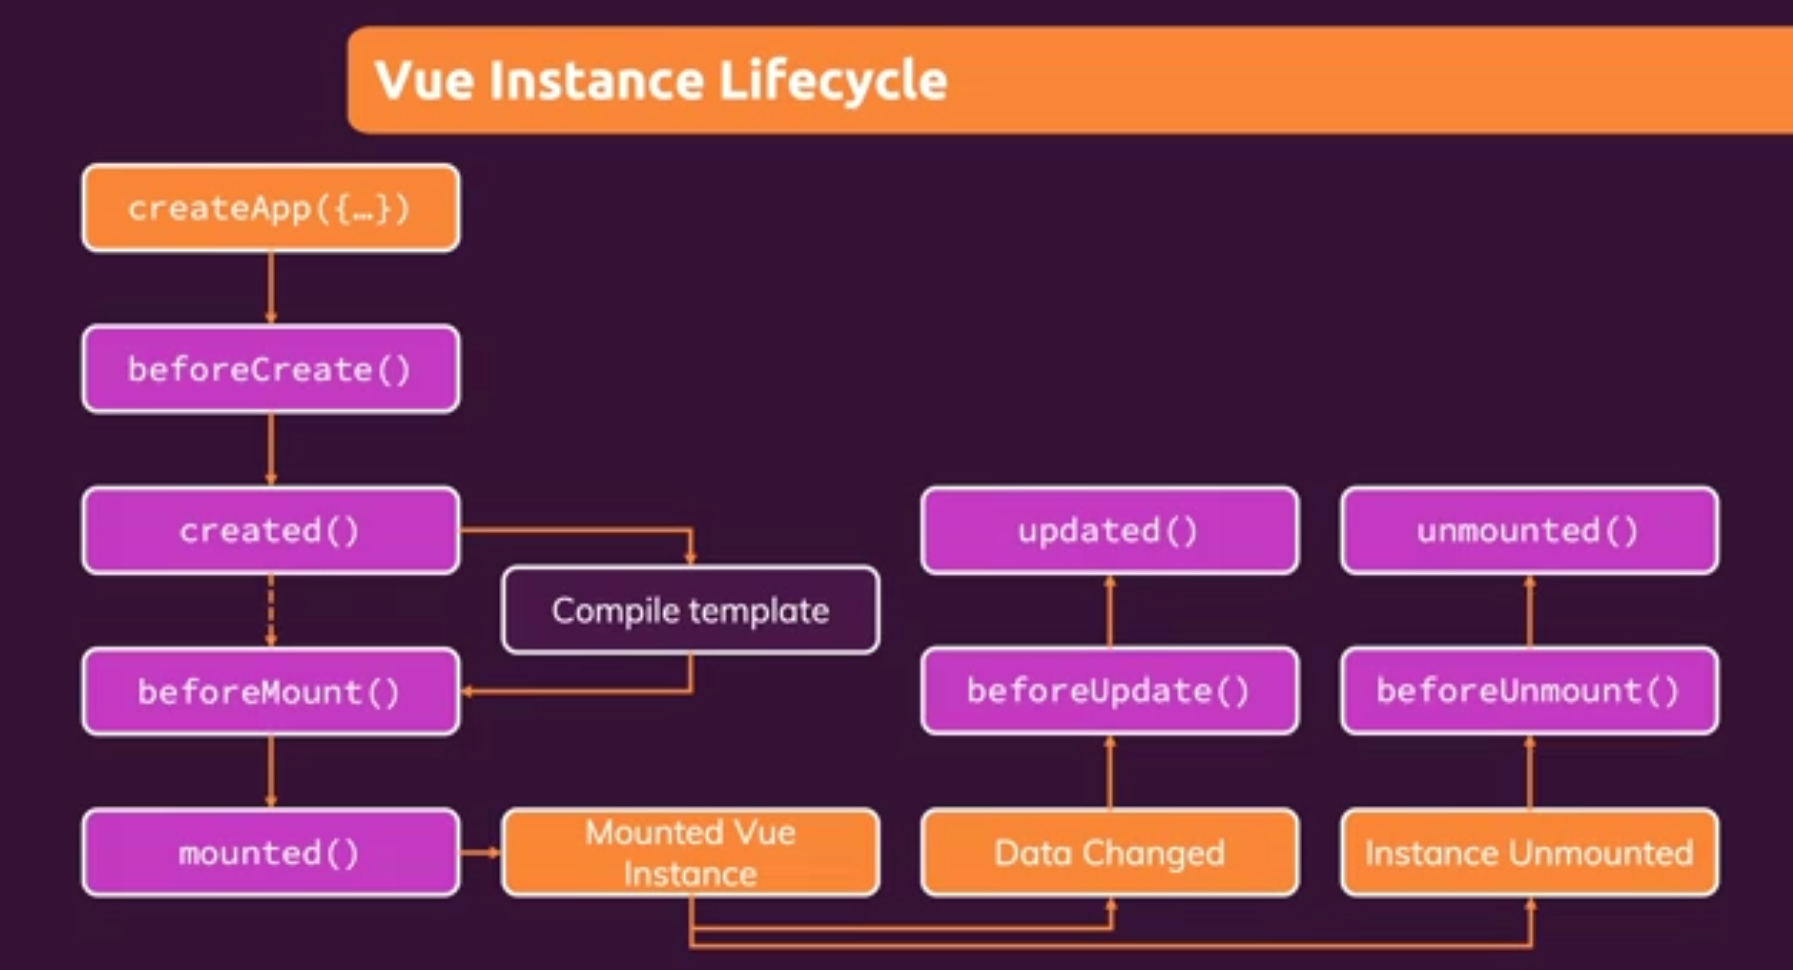 Vue Instance Lifecycle
createApp({…})
beforeCreate()
created()
Compile template
beforeMount()
mounted()
Mounted Vue
Instance
updated()
beforeUpdate()
Data Changed
unmounted()
beforeUnmount()
Instance Unmounted